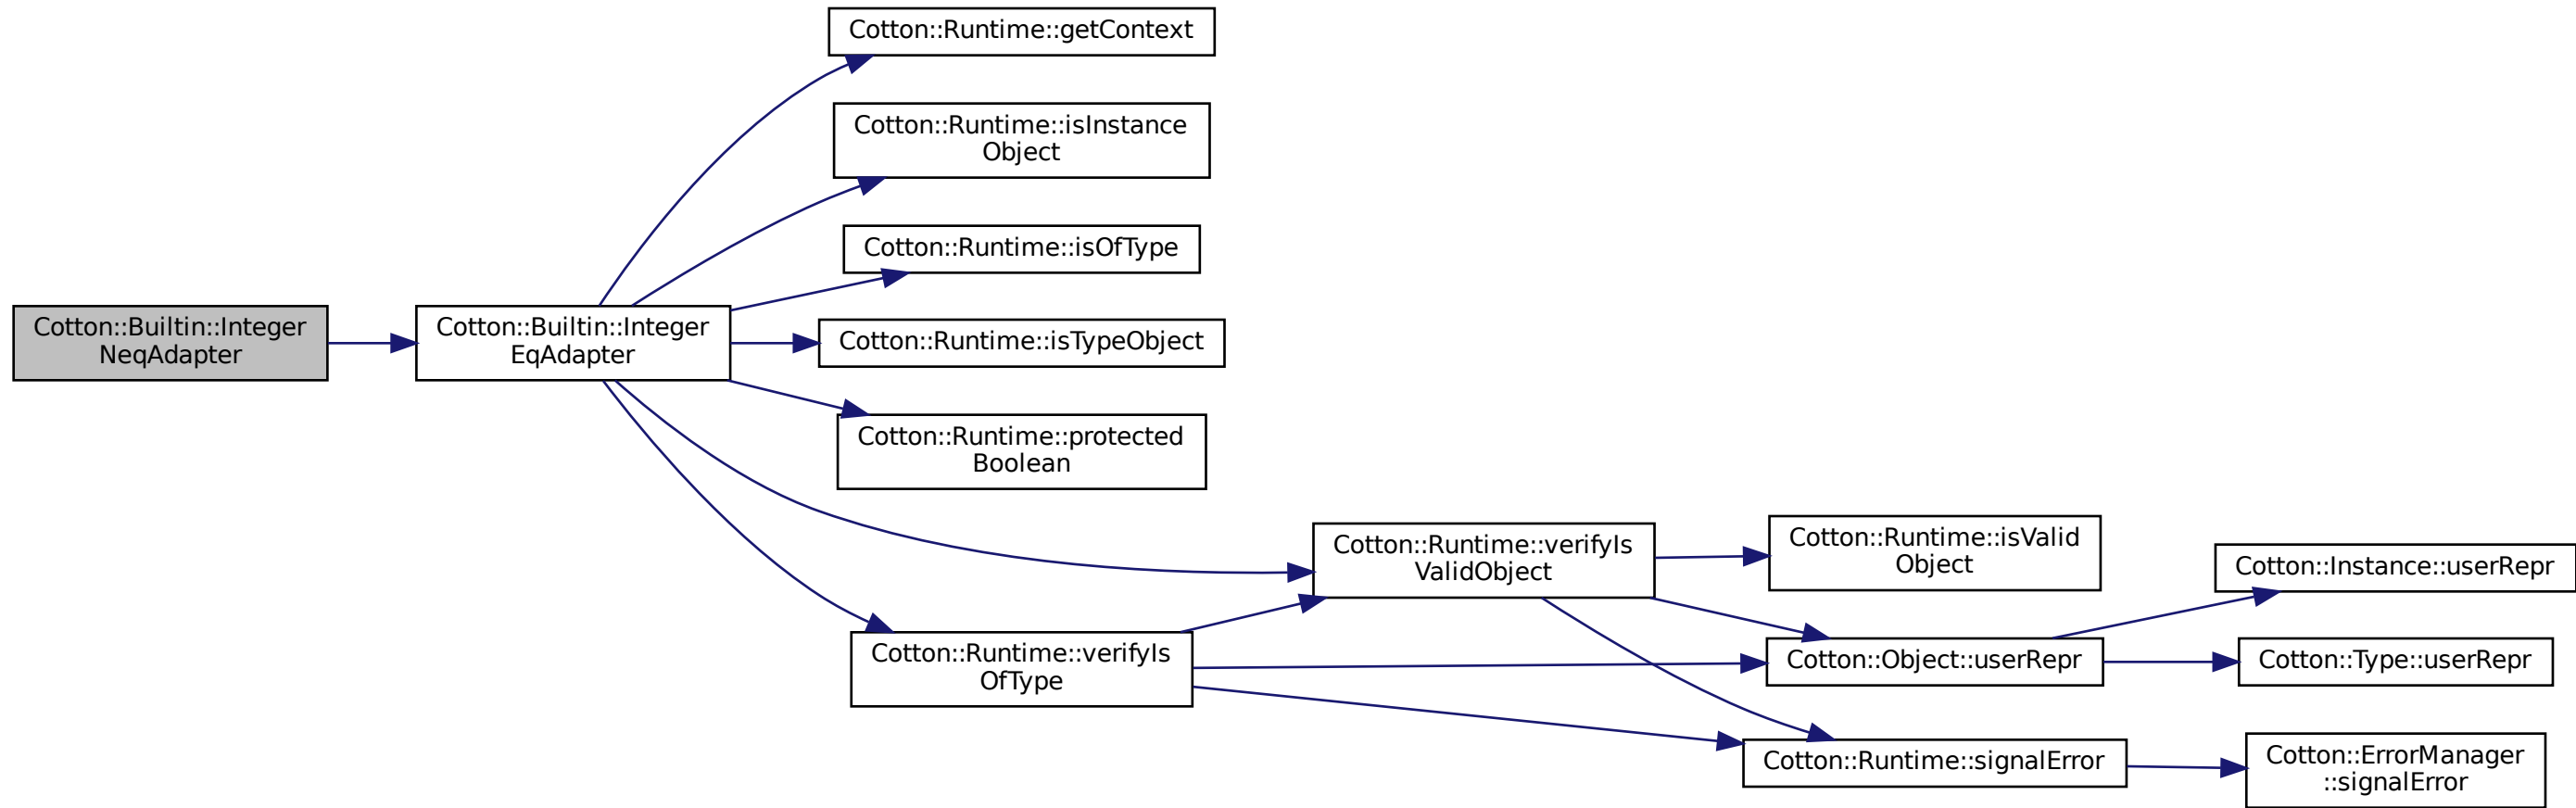 Cotton::Runtime::getContext
Cotton::Runtime::isInstance
Object
Cotton::Runtime::isOfType
Cotton::Builtin::Integer
NeqAdapter
Cotton::Builtin::Integer
EqAdapter
Cotton::Runtime::isTypeObject
Cotton::Runtime::protected
Boolean
Cotton::Runtime::verifyIs
ValidObject
Cotton::Runtime::isValid
Object
Cotton::Instance::userRepr
Cotton::Runtime::verifyIs
OfType
Cotton::Object::userRepr
Cotton::Type::userRepr
Cotton::Runtime::signalError
Cotton::ErrorManager
::signalError